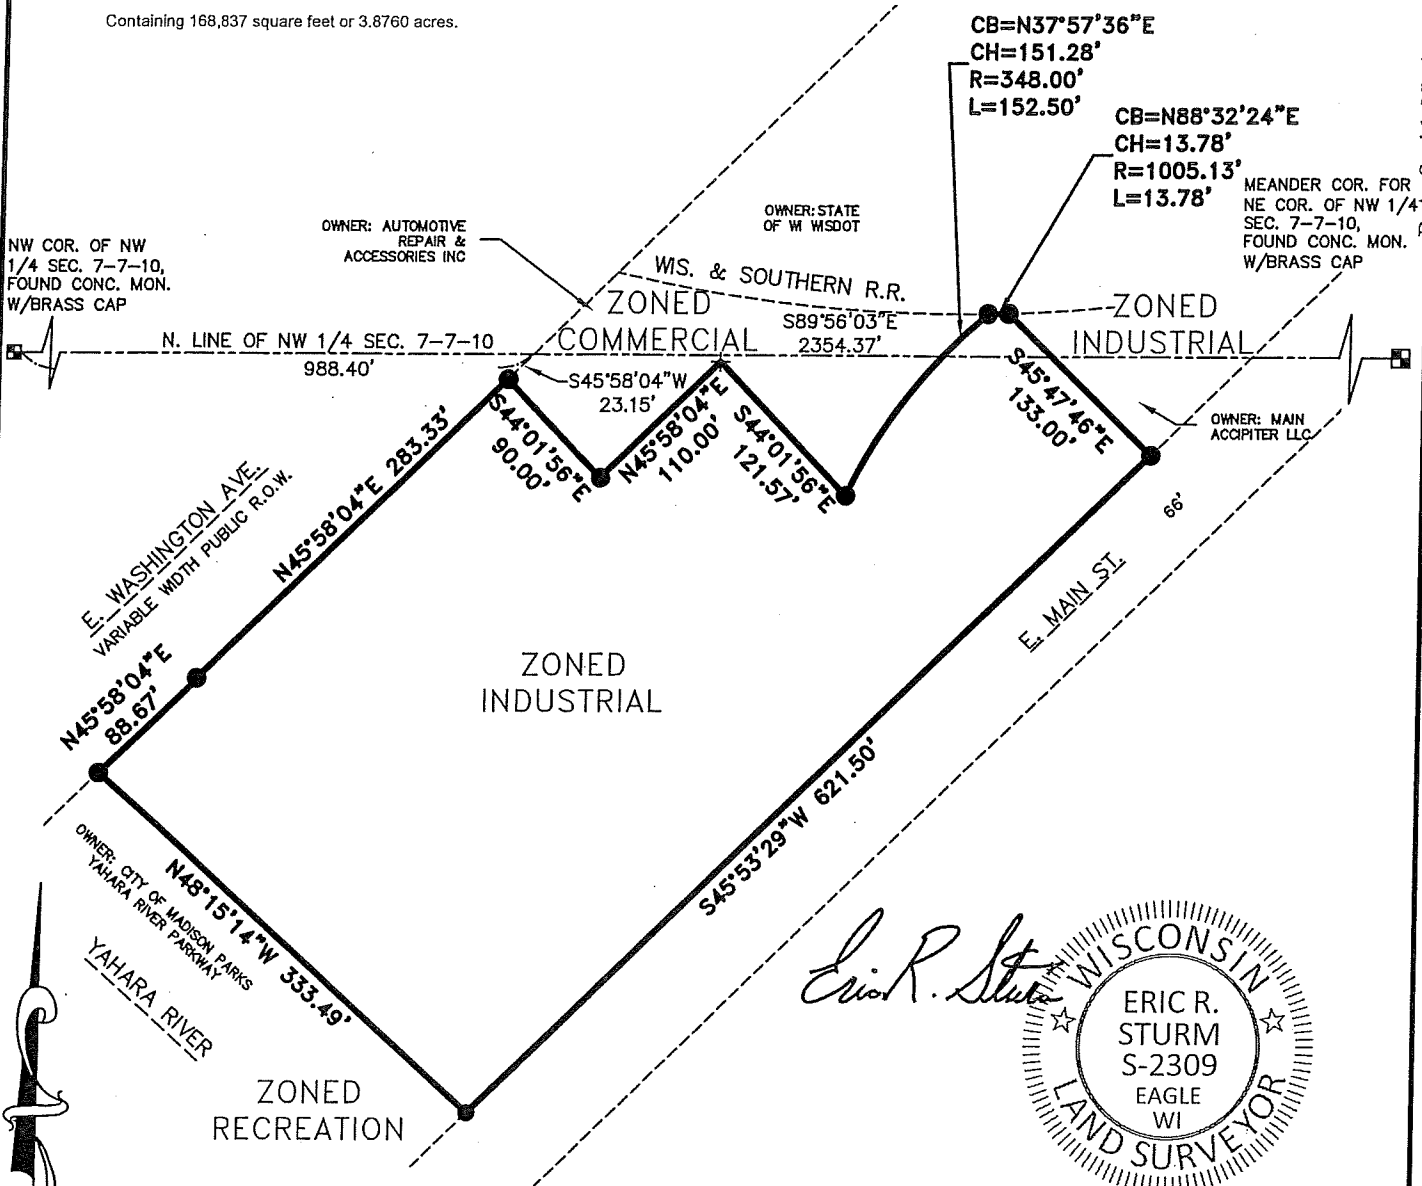 Containing 168,837 square feet or 3.8760 acres.
CB=N37°57'36"E
CH=151.28'
R=348.00'
L=152.50'
CB=N88°32'24"E
CH=13.78'
R=1005.13'
L=13.78'
MEANDER COR. FOR
NE COR. OF NW 1/4
SEC. 7-7-10,
FOUND CONC. MON.
W/BRASS CAP
OWNER: STATE
OF WI WISDOT
OWNER: AUTOMOTIVE
REPAIR &
ACCESSORIES INC
NW COR. OF NW
1/4 SEC. 7-7-10,
FOUND CONC. MON.
W/BRASS CAP
WIS. & SOUTHERN R.R.
ZONED
COMMERCIAL
ZONED
INDUSTRIAL
N. LINE OF NW 1/4 SEC. 7-7-10
988.40'
S89°56'03"E
2354.37'
S45°58'04"W
23.15'
S44°01'56"E
90.00'
N45°58'04"E
110.00'
S44°01'56"E
121.57'
S45°47'46"E
133.00'
OWNER: MAIN
ACCIPITER LLC
66'
E. MAIN ST.
N45°58'04"E 283.33'
E. WASHINGTON AVE.
VARIABLE WIDTH PUBLIC R.O.W.
N45°58'04"E
88.67'
ZONED
INDUSTRIAL
S45°53'29"W 621.50'
N48°15'14"W 333.49'
OWNER: CITY OF MADISON PARKS
YAHARA RIVER PARKWAY
YAHARA RIVER
ZONED
RECREATION
Eric R. Sturm
WISCONSIN
ERIC R.
STURM
S-2309
EAGLE
WI
LAND SURVEYOR